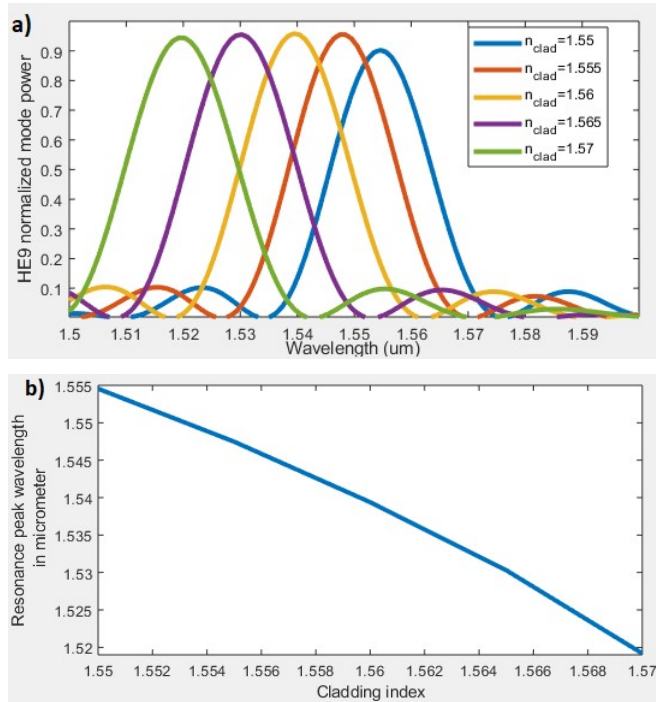 a)
HE9 normalized mode power
0.9
0.8
0.7
0.6
0.5
0.4
0.3
0.2
0.1
n_clad=1.55
n_clad=1.555
n_clad=1.56
n_clad=1.565
n_clad=1.57
1.5 1.51 1.52 1.53 1.54 1.55 1.56 1.57 1.58 1.59
Wavelength (um)
b)
Resonance peak wavelength
in micrometer
1.555
1.55
1.545
1.54
1.535
1.53
1.525
1.52
1.55 1.552 1.554 1.556 1.558 1.56 1.562 1.564 1.566 1.568 1.57
Cladding index